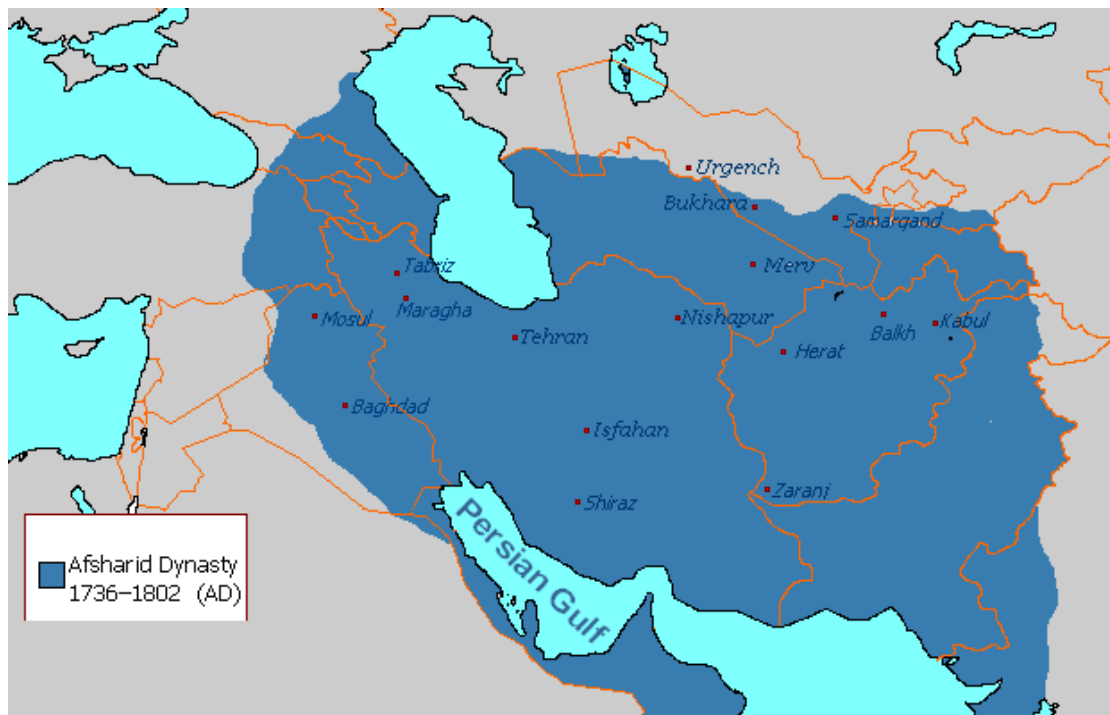 Urgench
Bukhara
Samarqand
Tabriz
Merv
Maragha
Mosul
Nishapur
Balkh
Kabul
Tehran
Herat
Baghdad
Isfahan
Zaranj
Shiraz
Persian Gulf
Afsharid Dynasty
1736–1802 (AD)